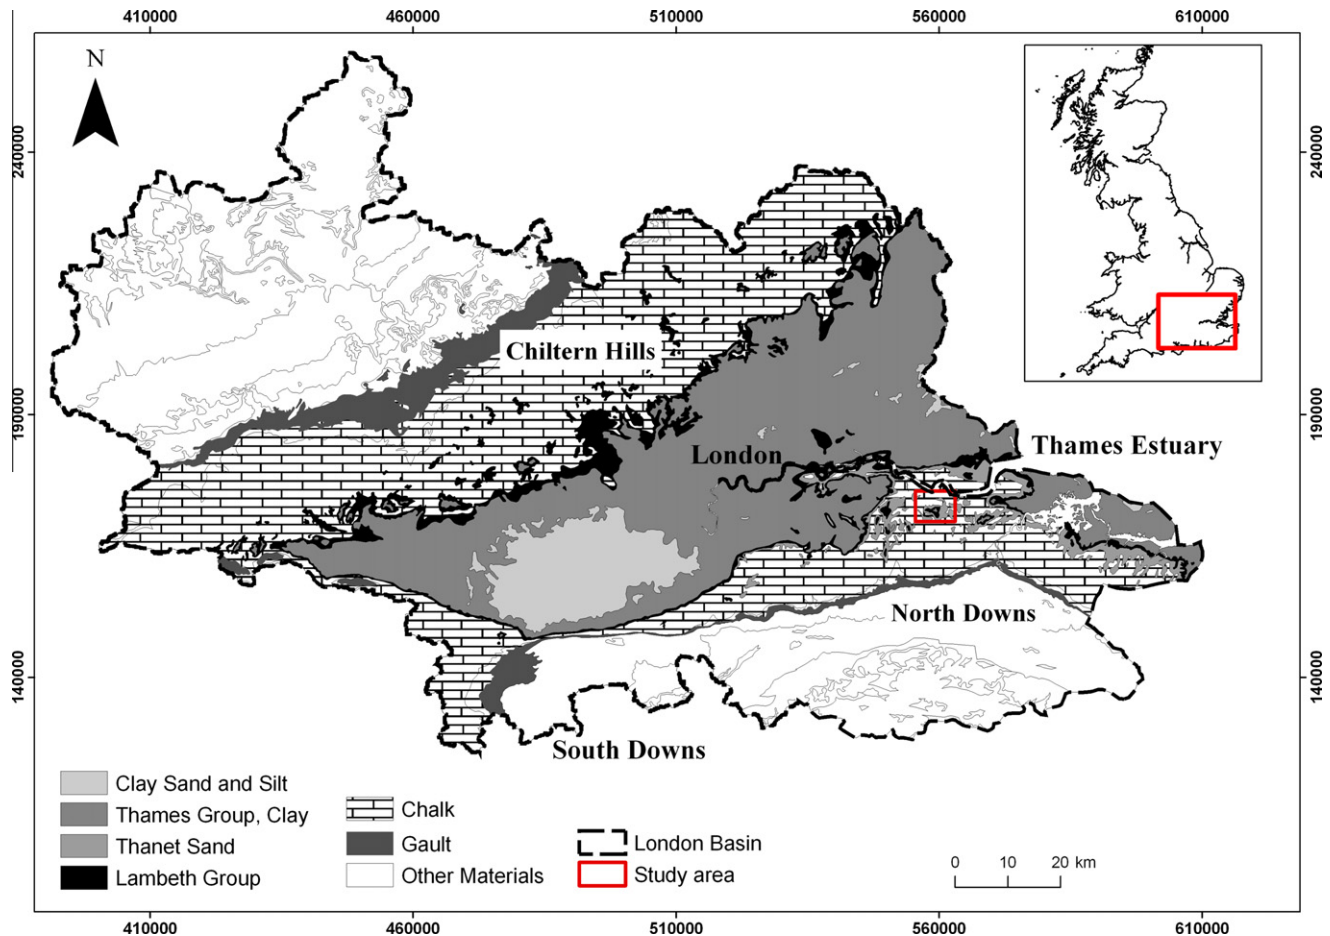 410000 460000 510000 560000 610000
N
240000 240000
Chiltern Hills
190000 190000
London
Thames Estuary
North Downs
140000 140000
South Downs
Clay Sand and Silt
Thames Group, Clay
Thanet Sand
Lambeth Group
Chalk
Gault
Other Materials
London Basin
Study area
0 10 20 km
410000 460000 510000 560000 610000